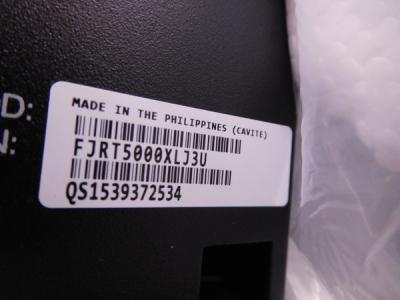 D:
N:
MADE IN THE PHILIPPINES (CAVITE)
FJRT5000XLJ3U
QS1539372534